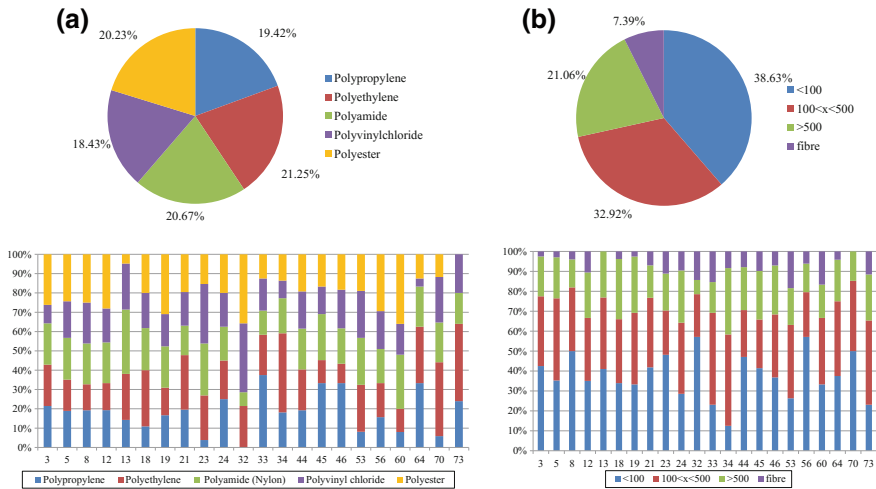 (a)
20.23%
19.42%
18.43%
21.25%
20.67%
Polypropylene
Polyethylene
Polyamide
Polyvinylchloride
Polyester
(b)
7.39%
21.06%
38.63%
32.92%
<100
100<x<500
>500
fibre
100%
90%
80%
70%
60%
50%
40%
30%
20%
10%
0%
3 5 8 12 13 18 19 21 23 24 32 33 34 44 45 46 53 56 60 64 70 73
Polypropylene Polyethylene Polyamide (Nylon) Polyvinyl chloride Polyester
100%
90%
80%
70%
60%
50%
40%
30%
20%
10%
0%
3 5 8 12 13 18 19 21 23 24 32 33 34 44 45 46 53 56 60 64 70 73
<100 100<x<500 >500 fibre